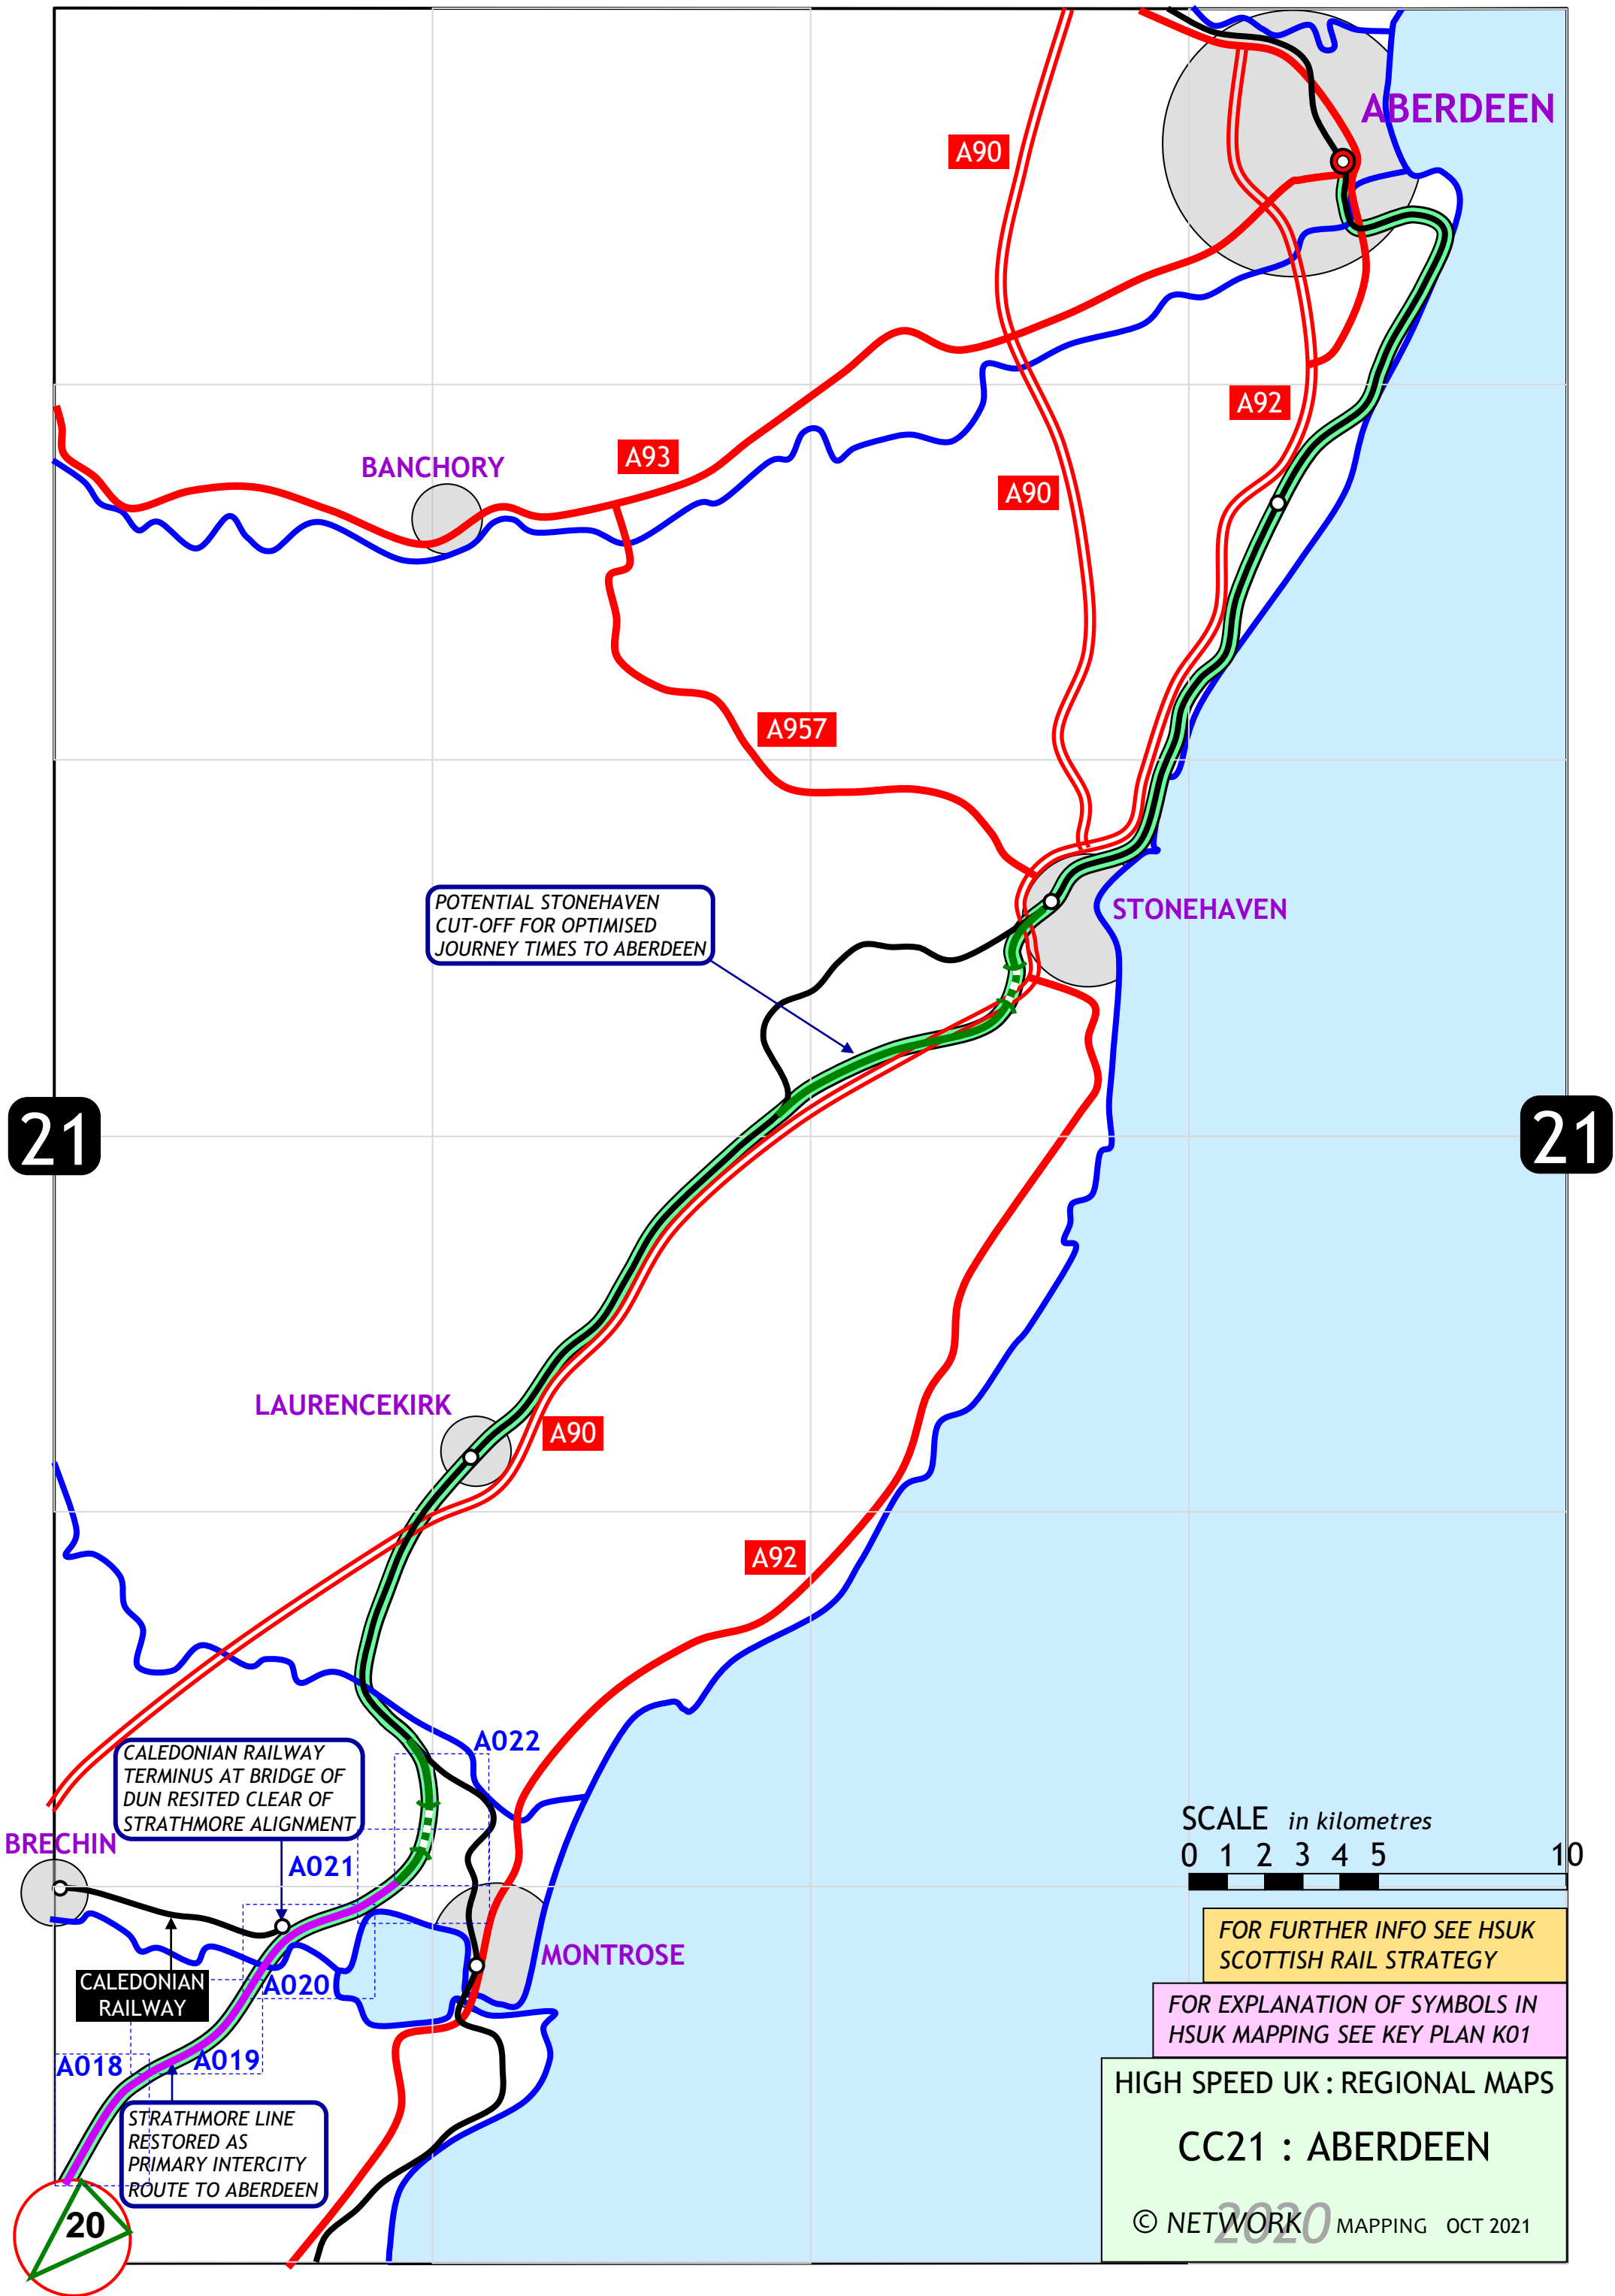 ABERDEEN
A90
A92
BANCHORY
A93
A90
A957
POTENTIAL STONEHAVEN
CUT-OFF FOR OPTIMISED
JOURNEY TIMES TO ABERDEEN
STONEHAVEN
21
21
LAURENCEKIRK
A90
A92
A022
CALEDONIAN RAILWAY
TERMINUS AT BRIDGE OF
DUN RESITED CLEAR OF
STRATHMORE ALIGNMENT
BRECHIN
A021
MONTROSE
CALEDONIAN
RAILWAY
A020
A018
A019
STRATHMORE LINE
RESTORED AS
PRIMARY INTERCITY
ROUTE TO ABERDEEN
20
SCALE in kilometres
0 1 2 3 4 5 10
FOR FURTHER INFO SEE HSUK
SCOTTISH RAIL STRATEGY
FOR EXPLANATION OF SYMBOLS IN
HSUK MAPPING SEE KEY PLAN K01
HIGH SPEED UK : REGIONAL MAPS
CC21 : ABERDEEN
© NETWORK 2020 MAPPING OCT 2021